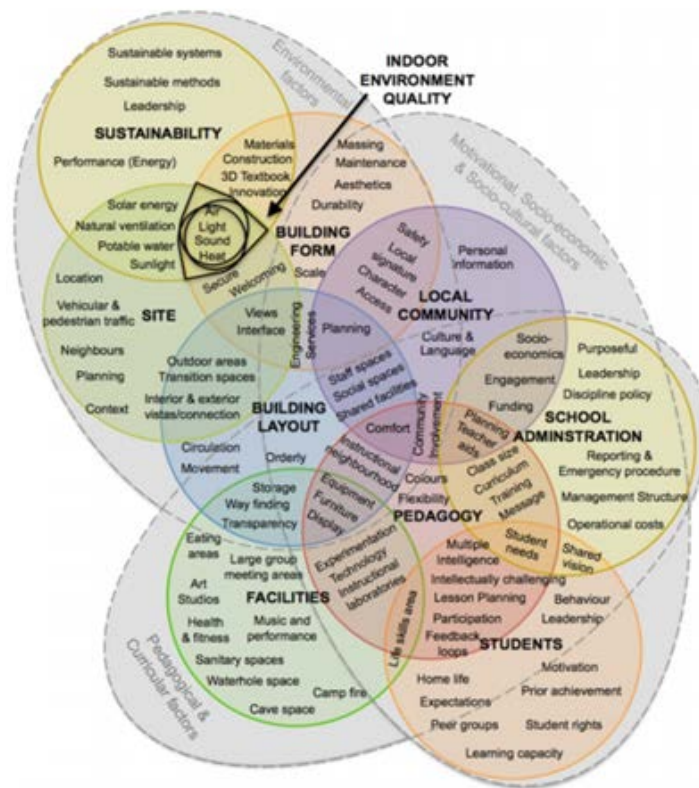 Sustainable systems
Sustainable methods
Leadership
SUSTAINABILITY
Performance (Energy)
Environmental
factors
INDOOR
ENVIRONMENT
QUALITY
Materials
Construction
3D Textbook
Innovation
Massing
Maintenance
Aesthetics
Durability
BUILDING
FORM
Scale
Motivational, Socio-economic
& Socio-cultural factors
Solar energy
Natural ventilation
Potable water
Sunlight
Air
Light
Sound
Heat
Secure
Welcoming
Safety
Local
signature
Character
Access
Personal
information
LOCAL
COMMUNITY
Culture &
Language
Location
Vehicular &
pedestrian traffic
SITE
Neighbours
Planning
Context
Views
Interface
Engineering
Services
Planning
Outdoor areas
Transition spaces
Interior & exterior
vistas/connection
Staff spaces
Social spaces
Shared facilities
BUILDING
LAYOUT
Circulation
Movement
Orderly
Comfort
Community
Involvement
Socio-
economics
Engagement
Funding
Purposeful
Leadership
Discipline policy
SCHOOL
ADMINSTRATION
Reporting &
Emergency procedure
Management Structure
Operational costs
Planning
Teacher
aids
Class size
Curriculum
Training
Message
Instructional
neighbourhood
Colours
Flexibility
PEDAGOGY
Storage
Way finding
Transparency
Equipment
Furniture
Display
Experimentation
Technology
Instructional
laboratories
Multiple
Intelligence
Student
needs
Shared
vision
Intellectually challenging
Lesson Planning
Participation
Feedback
loops
Life skills area
Behaviour
Leadership
STUDENTS
Motivation
Home life
Prior achievement
Expectations
Peer groups
Student rights
Learning capacity
Eating
areas
Large group
meeting areas
Art
Studios
FACILITIES
Health
& fitness
Music and
performance
Sanitary spaces
Waterhole space
Camp fire
Cave space
Pedagogical &
Curricular factors